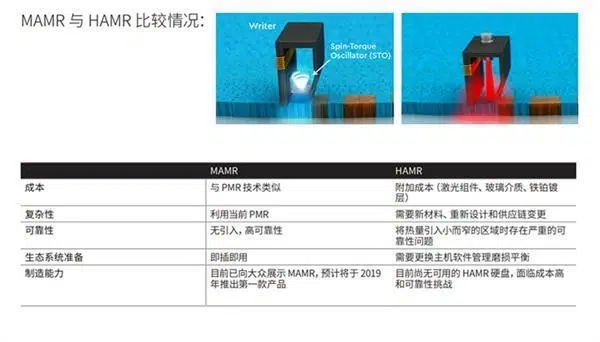 MAMR 与 HAMR 比较情况：
Writer
Spin-Torque
Oscillator (STO)
MAMR
HAMR
成本
与 PMR 技术类似
附加成本（激光组件、玻璃介质、铁铂镀
层）
复杂性
利用当前 PMR
需要新材料、重新设计和供应链变更
可靠性
无引入，高可靠性
将热量引入小而窄的区域时存在严重的可
靠性问题
生态系统准备
即插即用
需要更换主机软件管理磨损平衡
制造能力
目前已向大众展示 MAMR，预计将于 2019
年推出第一款产品
目前尚无可用的 HAMR 硬盘，面临成本高
和可靠性挑战